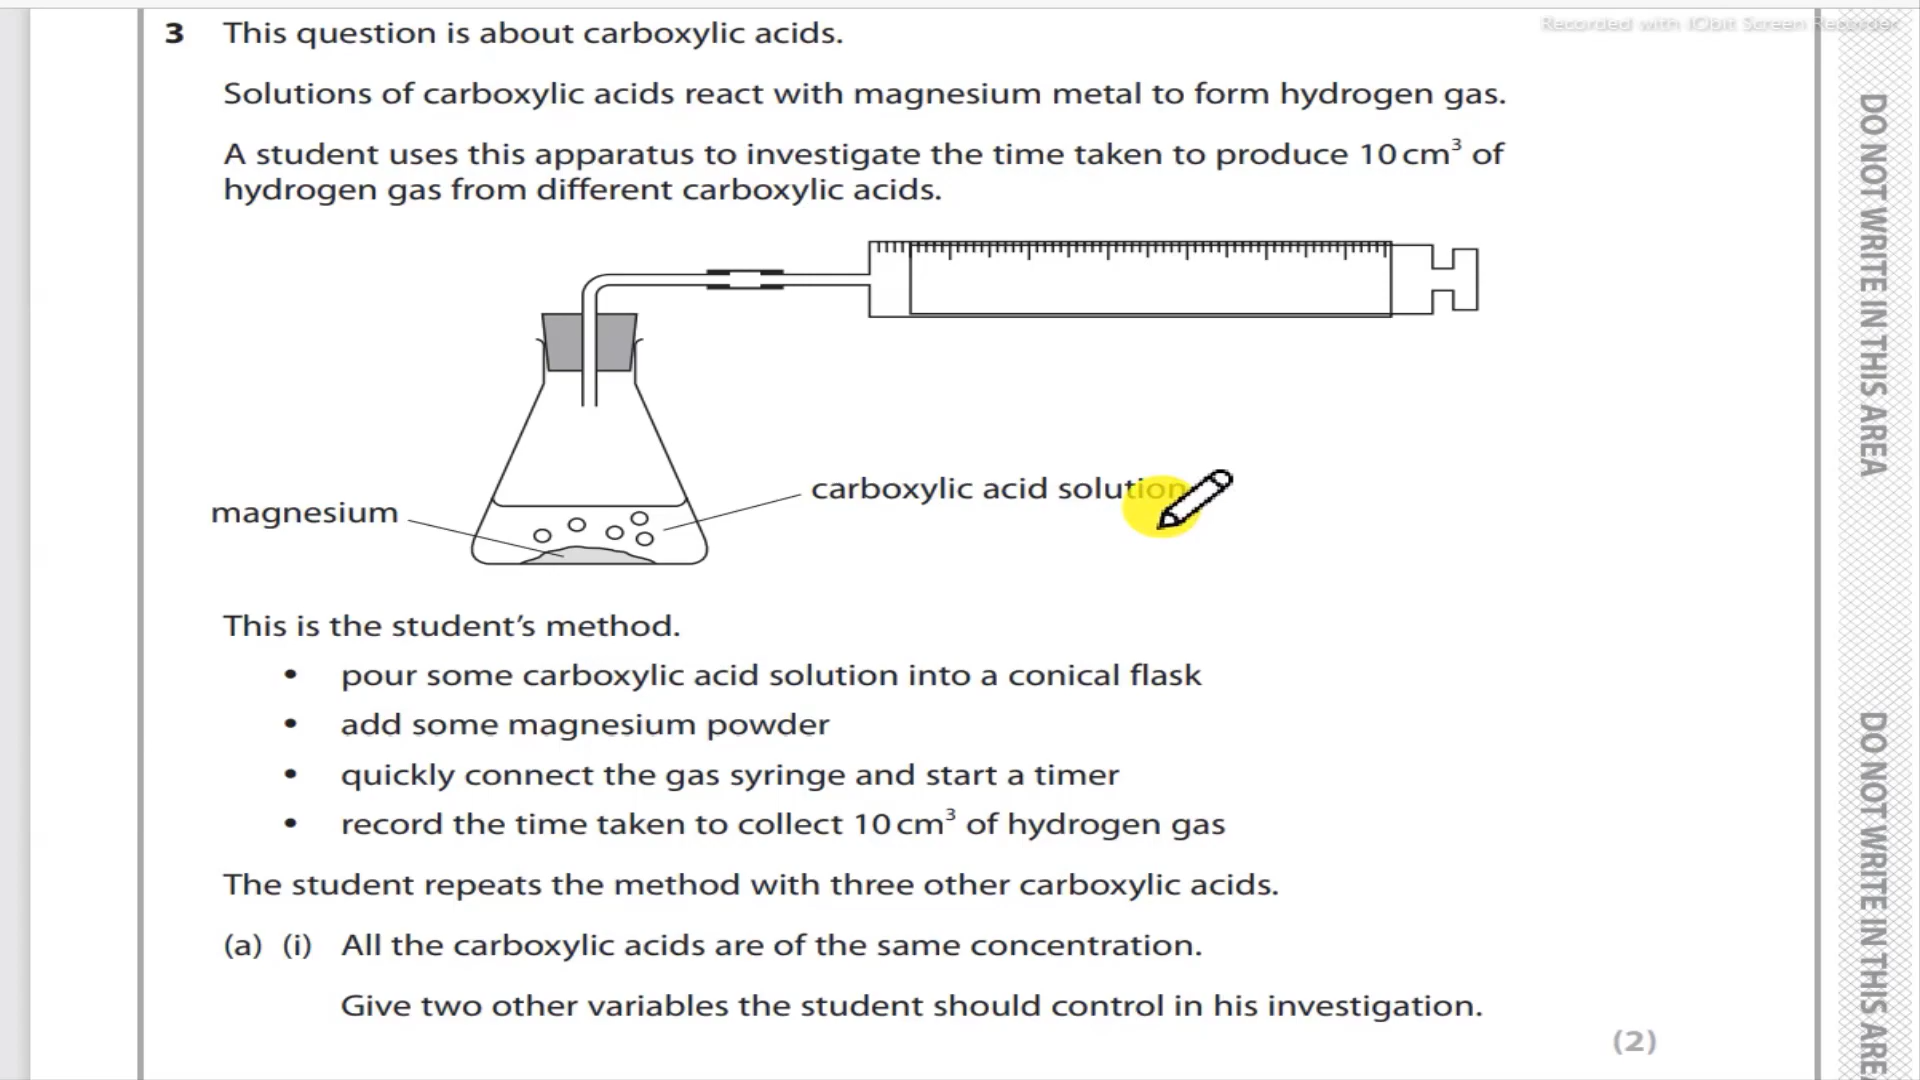 Recorded with IObit Screen Recorder
3 This question is about carboxylic acids.
Solutions of carboxylic acids react with magnesium metal to form hydrogen gas.
A student uses this apparatus to investigate the time taken to produce 10 cm³ of
hydrogen gas from different carboxylic acids.
carboxylic acid solution
magnesium
This is the student’s method.
• pour some carboxylic acid solution into a conical flask
• add some magnesium powder
• quickly connect the gas syringe and start a timer
• record the time taken to collect 10 cm³ of hydrogen gas
The student repeats the method with three other carboxylic acids.
(a) (i) All the carboxylic acids are of the same concentration.
Give two other variables the student should control in his investigation.
(2)
DO NOT WRITE IN THIS AREA
DO NOT WRITE IN THIS ARE